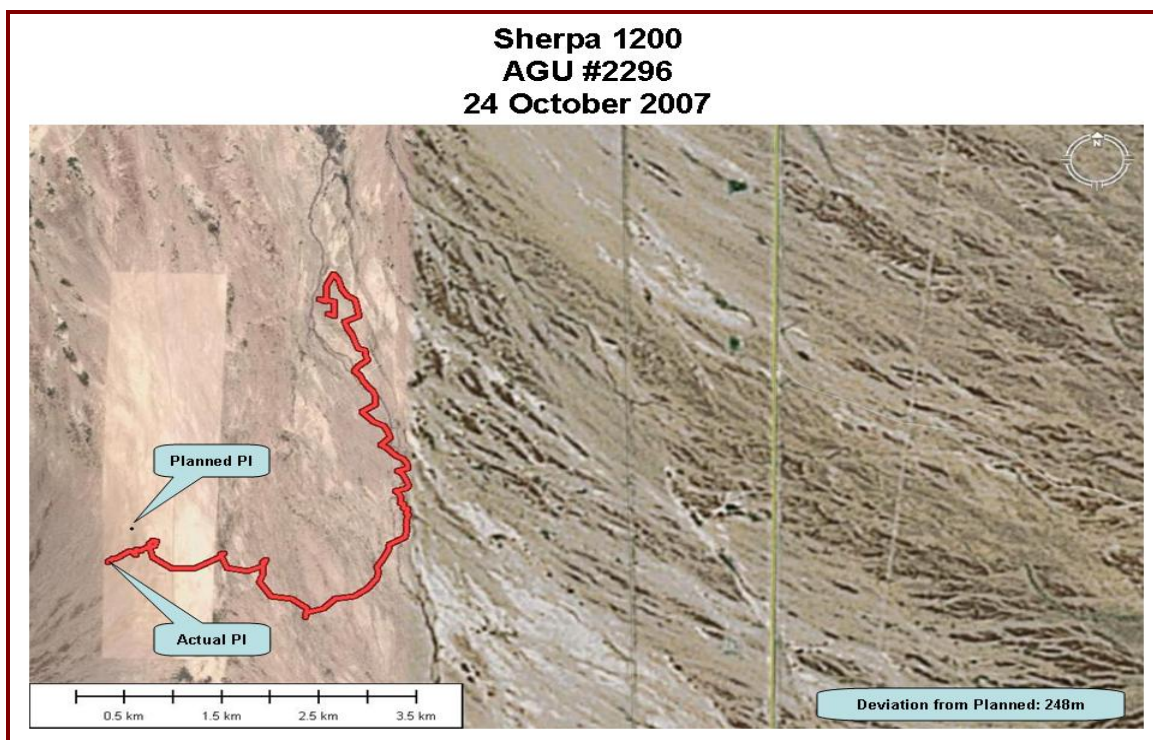 Sherpa 1200
AGU #2296
24 October 2007
N
Planned PI
Actual PI
0.5 km 1.5 km 2.5 km 3.5 km
Deviation from Planned: 248m